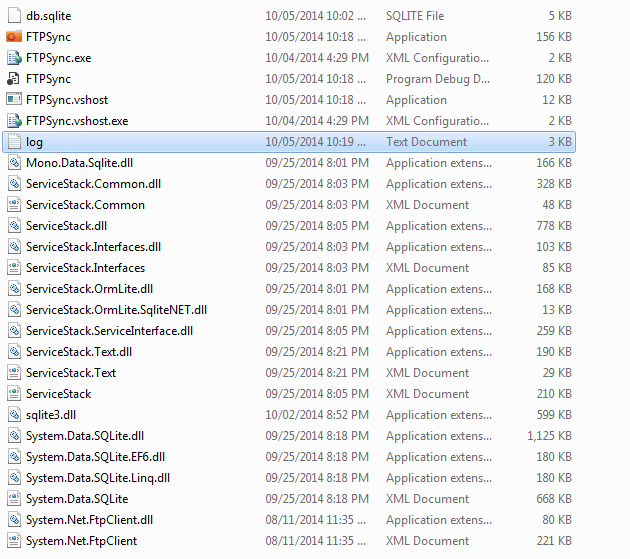 db.sqlite 10/05/2014 10:02 ... SQLITE File 5 KB
FTPSync 10/05/2014 10:18 ... Application 156 KB
FTPSync.exe 10/04/2014 4:29 PM XML Configuratio... 2 KB
FTPSync 10/05/2014 10:18 ... Program Debug D... 120 KB
FTPSync.vshost 10/05/2014 10:18 ... Application 12 KB
FTPSync.vshost.exe 10/04/2014 4:29 PM XML Configuratio... 2 KB
log 10/05/2014 10:19 ... Text Document 3 KB
Mono.Data.Sqlite.dll 09/25/2014 8:01 PM Application extens... 166 KB
ServiceStack.Common.dll 09/25/2014 8:03 PM Application extens... 328 KB
ServiceStack.Common 09/25/2014 8:03 PM XML Document 48 KB
ServiceStack.dll 09/25/2014 8:05 PM Application extens... 778 KB
ServiceStack.Interfaces.dll 09/25/2014 8:03 PM Application extens... 103 KB
ServiceStack.Interfaces 09/25/2014 8:03 PM XML Document 85 KB
ServiceStack.OrmLite.dll 09/25/2014 8:01 PM Application extens... 168 KB
ServiceStack.OrmLite.SqliteNET.dll 09/25/2014 8:01 PM Application extens... 13 KB
ServiceStack.ServiceInterface.dll 09/25/2014 8:05 PM Application extens... 259 KB
ServiceStack.Text.dll 09/25/2014 8:21 PM Application extens... 190 KB
ServiceStack.Text 09/25/2014 8:21 PM XML Document 29 KB
ServiceStack 09/25/2014 8:05 PM XML Document 210 KB
sqlite3.dll 10/02/2014 8:52 PM Application extens... 599 KB
System.Data.SQLite.dll 09/25/2014 8:18 PM Application extens... 1,125 KB
System.Data.SQLite.EF6.dll 09/25/2014 8:18 PM Application extens... 180 KB
System.Data.SQLite.Linq.dll 09/25/2014 8:18 PM Application extens... 180 KB
System.Data.SQLite 09/25/2014 8:18 PM XML Document 668 KB
System.Net.FtpClient.dll 08/11/2014 11:35 ... Application extens... 80 KB
System.Net.FtpClient 08/11/2014 11:35 ... XML Document 221 KB